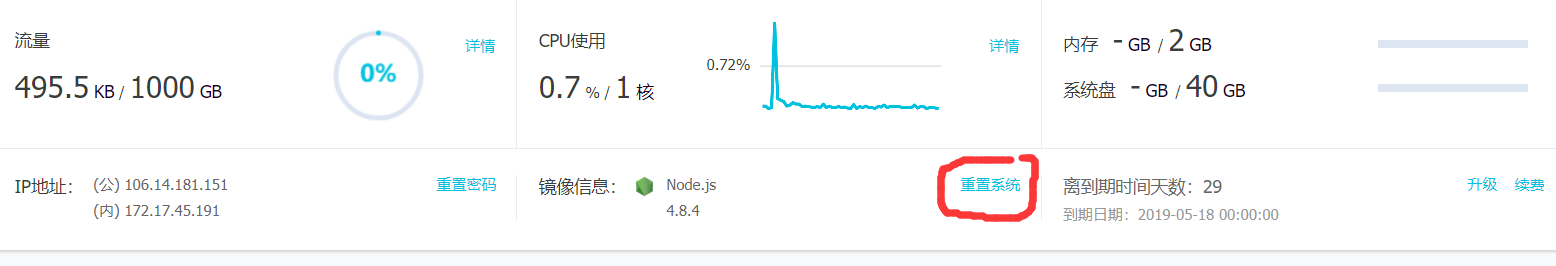 流量
详情
495.5 KB / 1000 GB
0%
CPU使用
详情
0.7 % / 1 核
0.72%
内存 - GB / 2 GB
系统盘 - GB / 40 GB
IP地址： (公) 106.14.181.151
(内) 172.17.45.191
重置密码
镜像信息： Node.js
4.8.4
重置系统
离到期时间天数：29
到期日期：2019-05-18 00:00:00
升级 续费